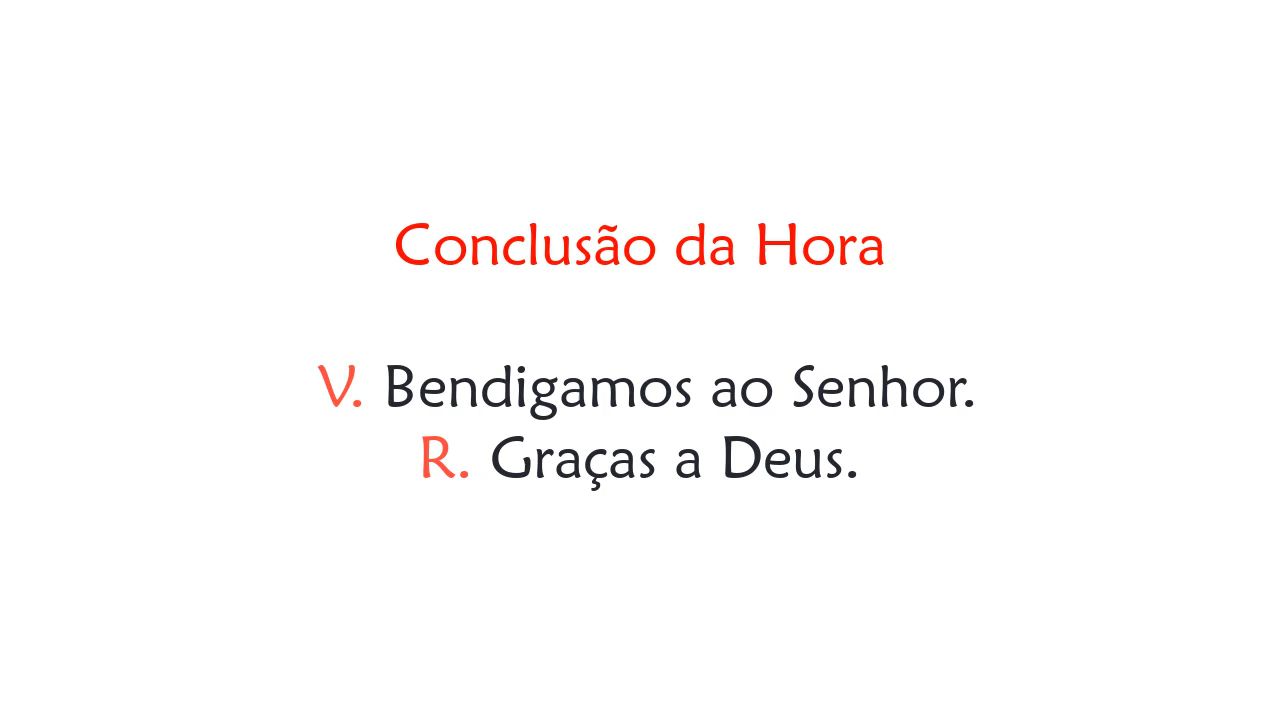 Conclusão da Hora
V. Bendigamos ao Senhor.
R. Graças a Deus.